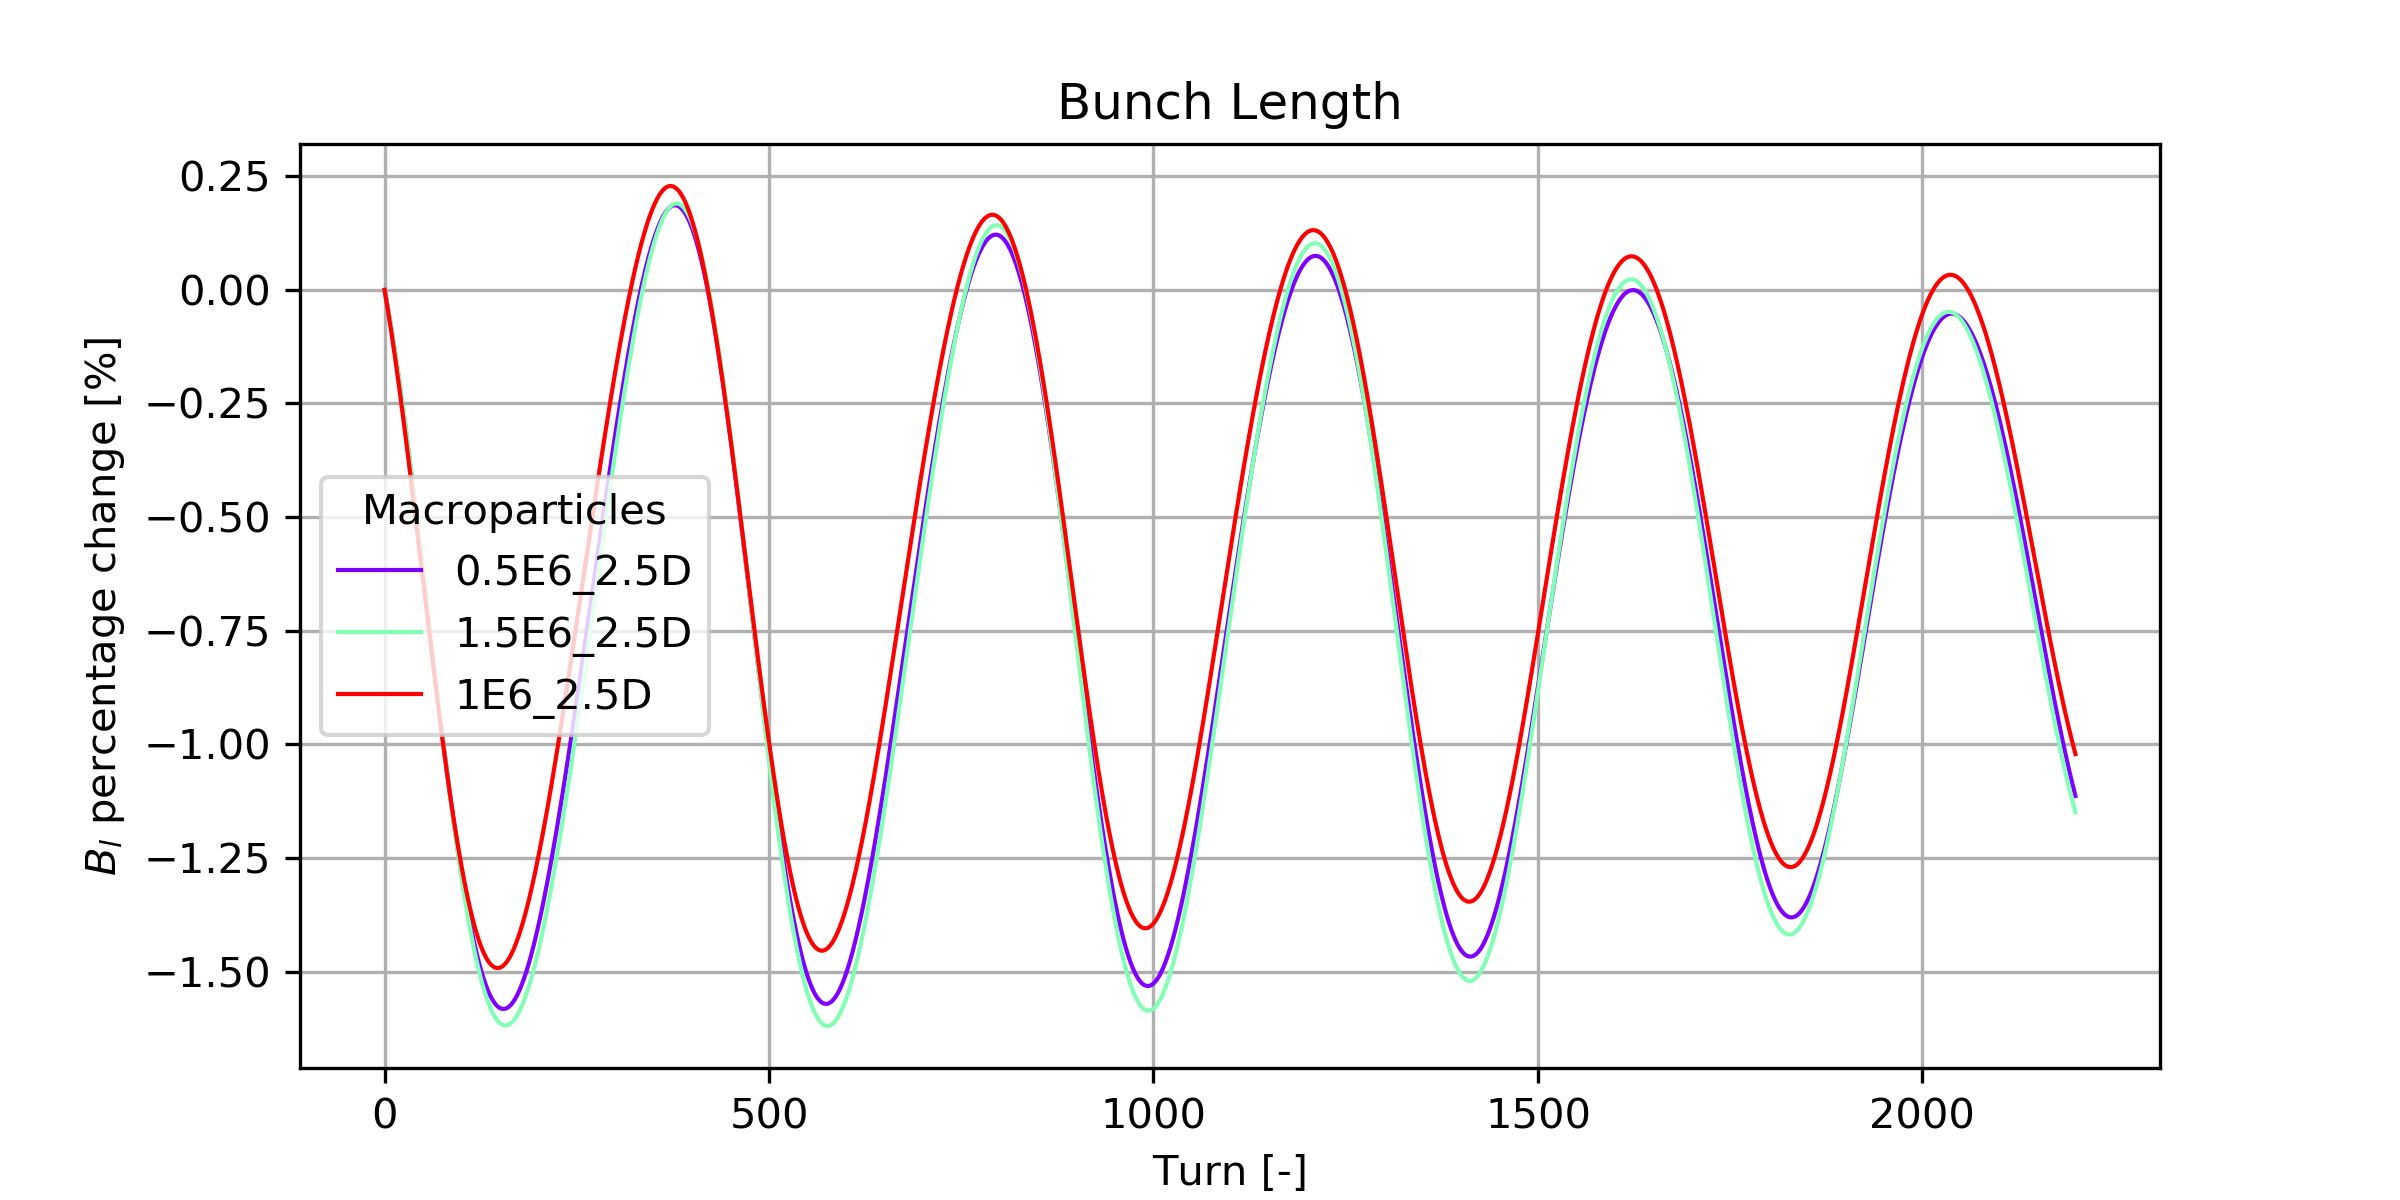 Bunch Length
B_l percentage change [%]
0.25
0.00
−0.25
−0.50
−0.75
−1.00
−1.25
−1.50
Macroparticles
0.5E6_2.5D
1.5E6_2.5D
1E6_2.5D
0 500 1000 1500 2000
Turn [-]